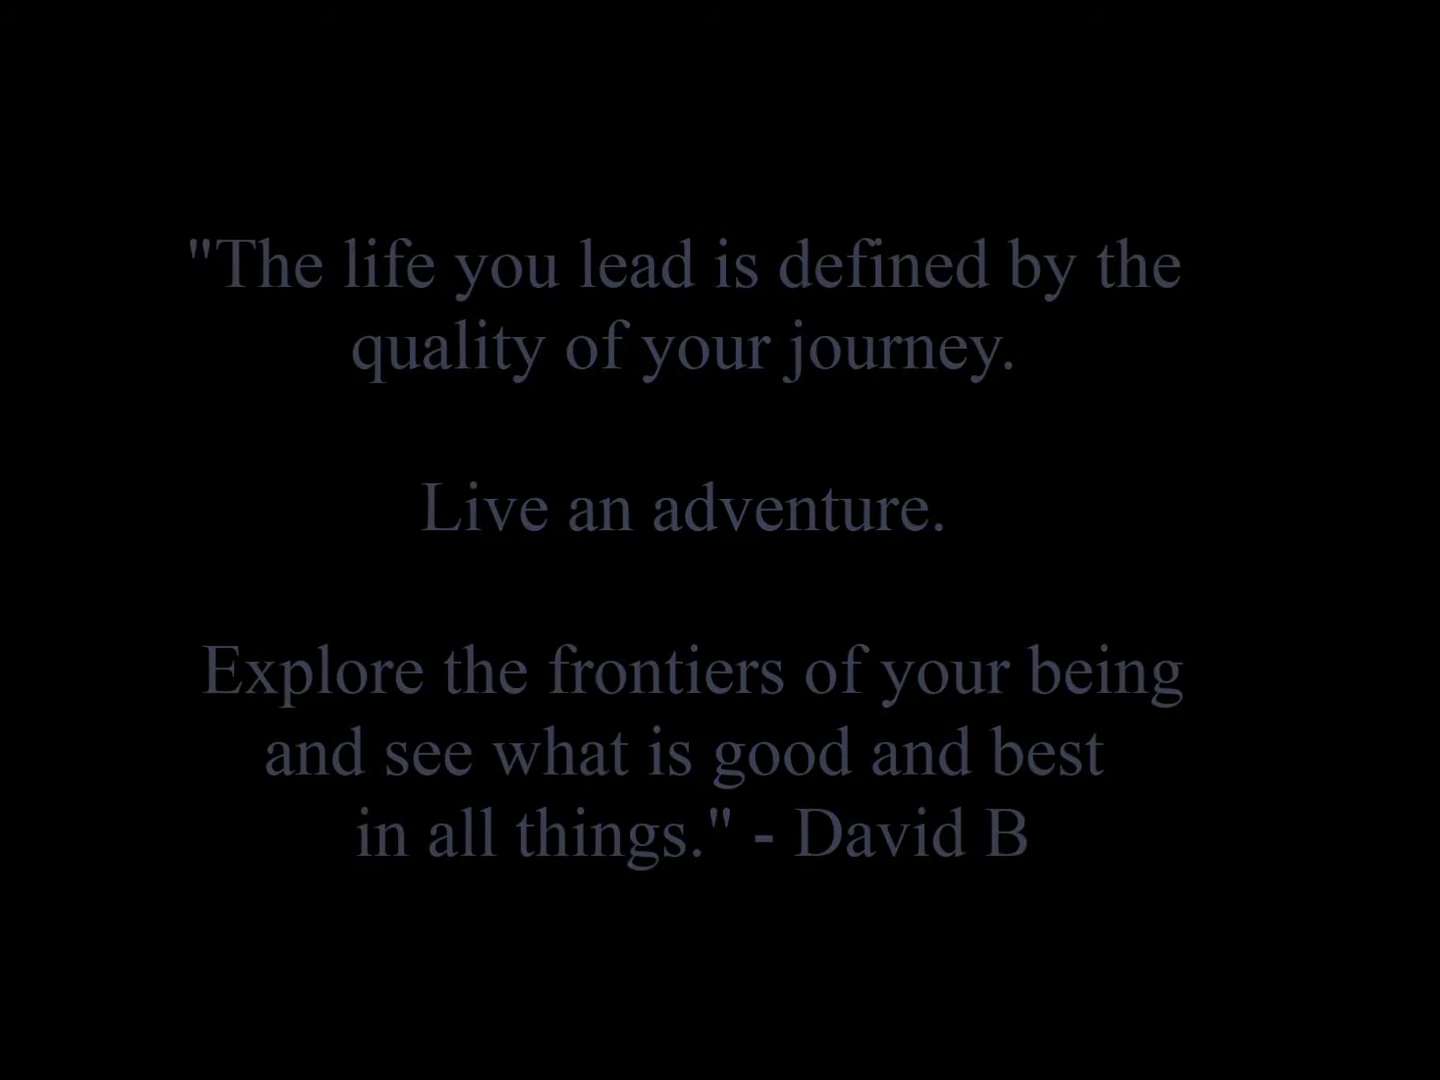 "The life you lead is defined by the
quality of your journey.
Live an adventure.
Explore the frontiers of your being
and see what is good and best
in all things." - David B